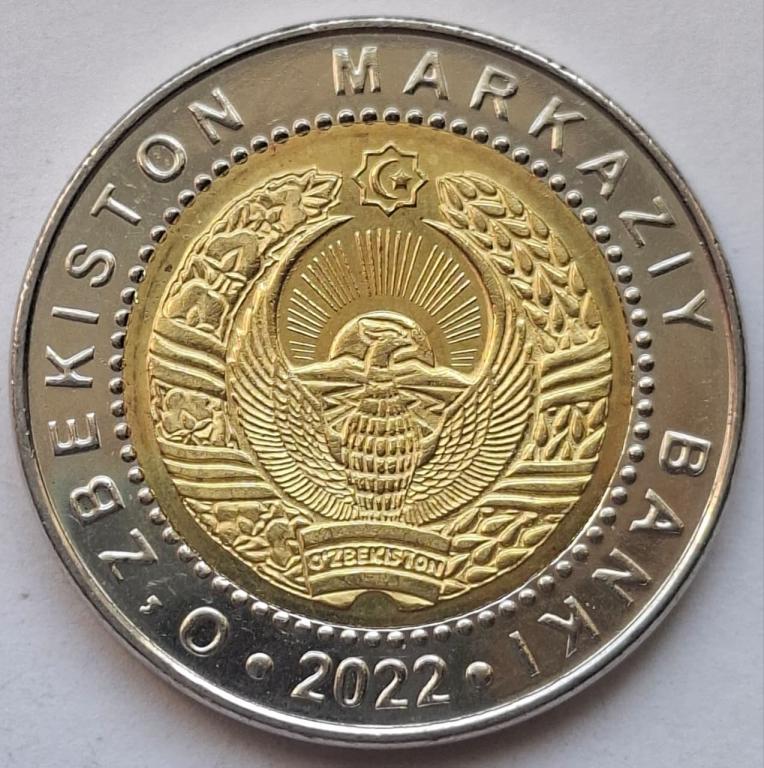 O'ZBEKISTON MARKAZIY BANKI
O'ZBEKISTON
• 2022 •